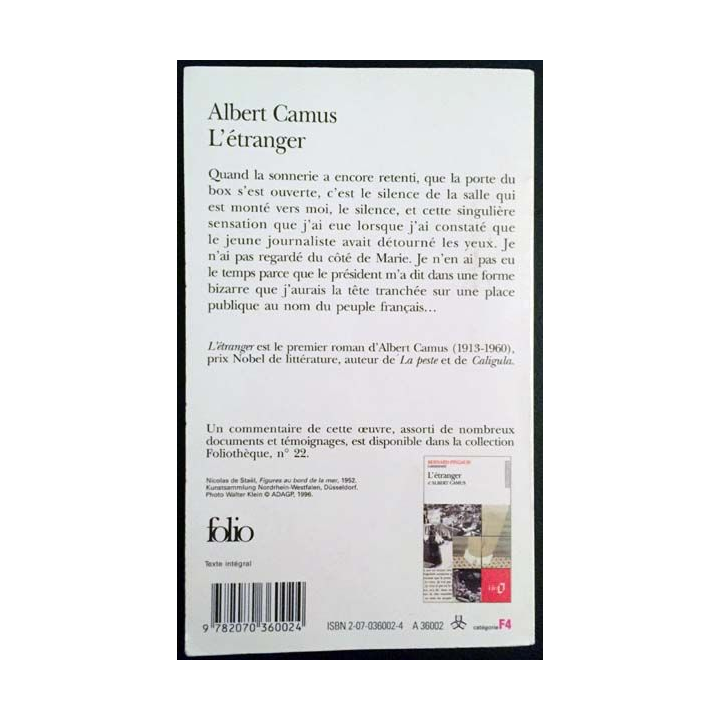 Albert Camus
L'étranger
Quand la sonnerie a encore retenti, que la porte du
box s'est ouverte, c'est le silence de la salle qui
est monté vers moi, le silence, et cette singulière
sensation que j'ai eue lorsque j'ai constaté que
le jeune journaliste avait détourné les yeux. Je
n'ai pas regardé du côté de Marie. Je n'en ai pas eu
le temps parce que le président m'a dit dans une forme
bizarre que j'aurais la tête tranchée sur une place
publique au nom du peuple français...
L'étranger est le premier roman d'Albert Camus (1913-1960),
prix Nobel de littérature, auteur de La peste et de Caligula.
Un commentaire de cette œuvre, assorti de nombreux
documents et témoignages, est disponible dans la collection
Foliothèque, n° 22.
Nicolas de Staël, Figures au bord de la mer, 1952.
Kunstsammlung Nordrhein-Westfalen, Düsseldorf.
Photo Walter Klein © ADAGP, 1996.
L'étranger
d'ALBERT CAMUS
folio
Texte intégral
9 782070 360024
ISBN 2-07-036002-4 A 36002 catégorie F4